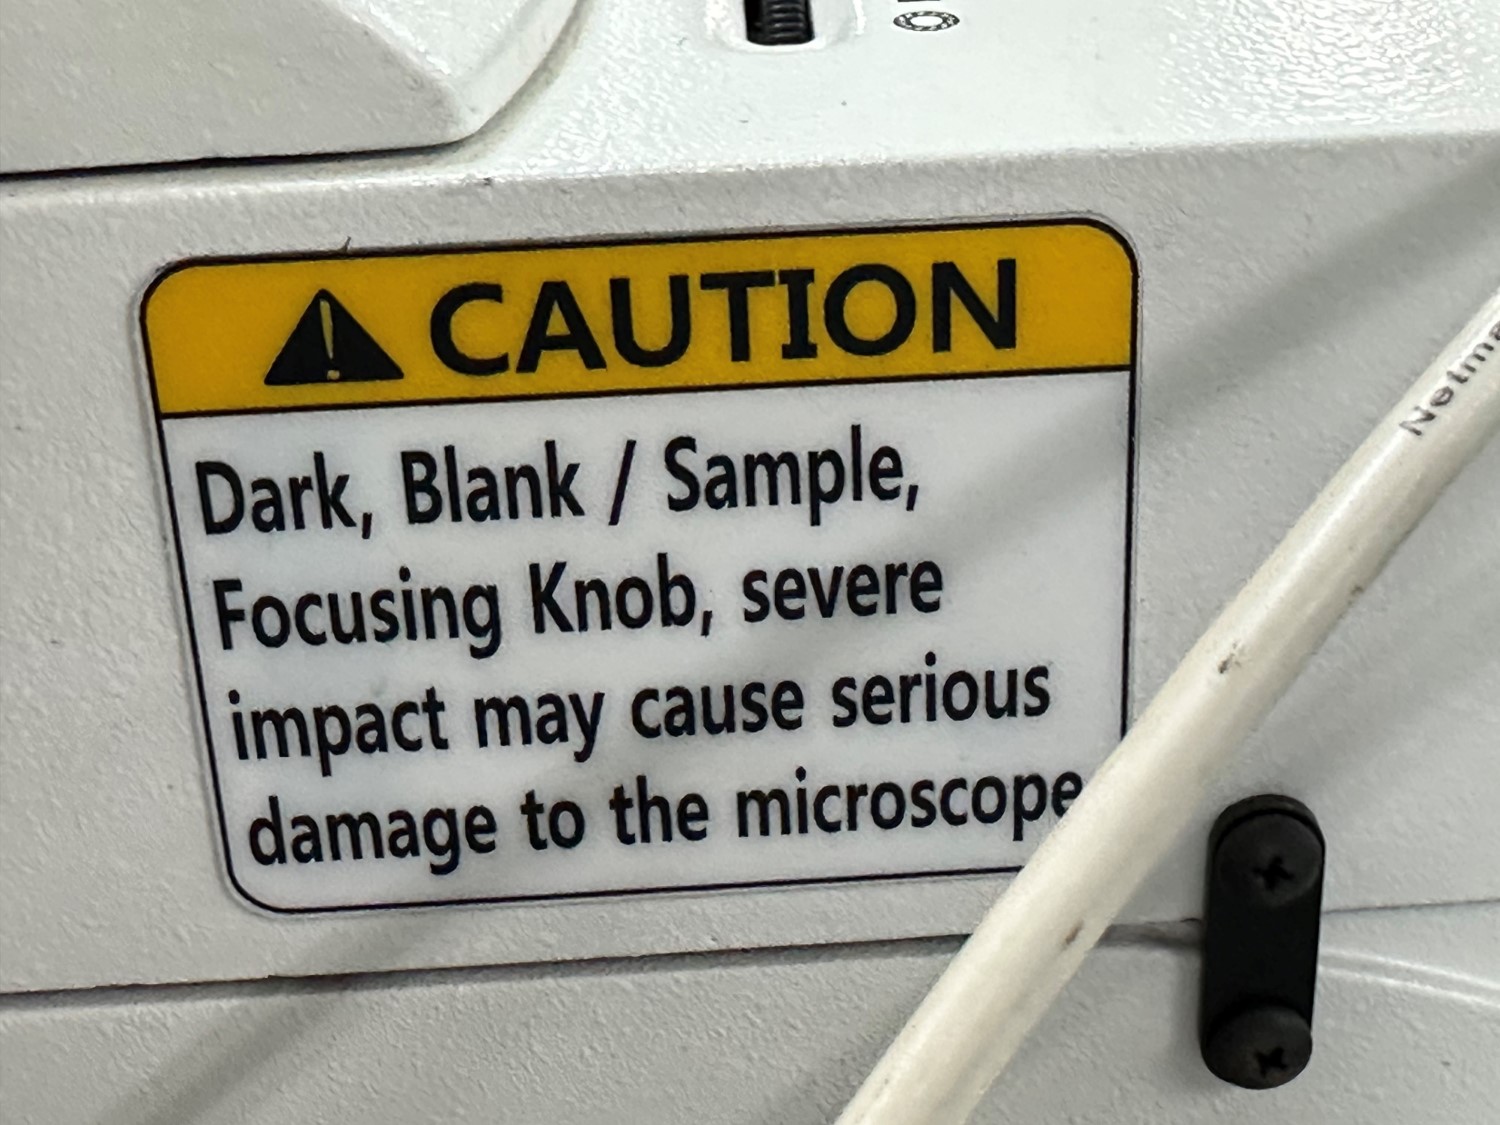 CAUTION
Dark, Blank / Sample,
Focusing Knob, severe
impact may cause serious
damage to the microscope